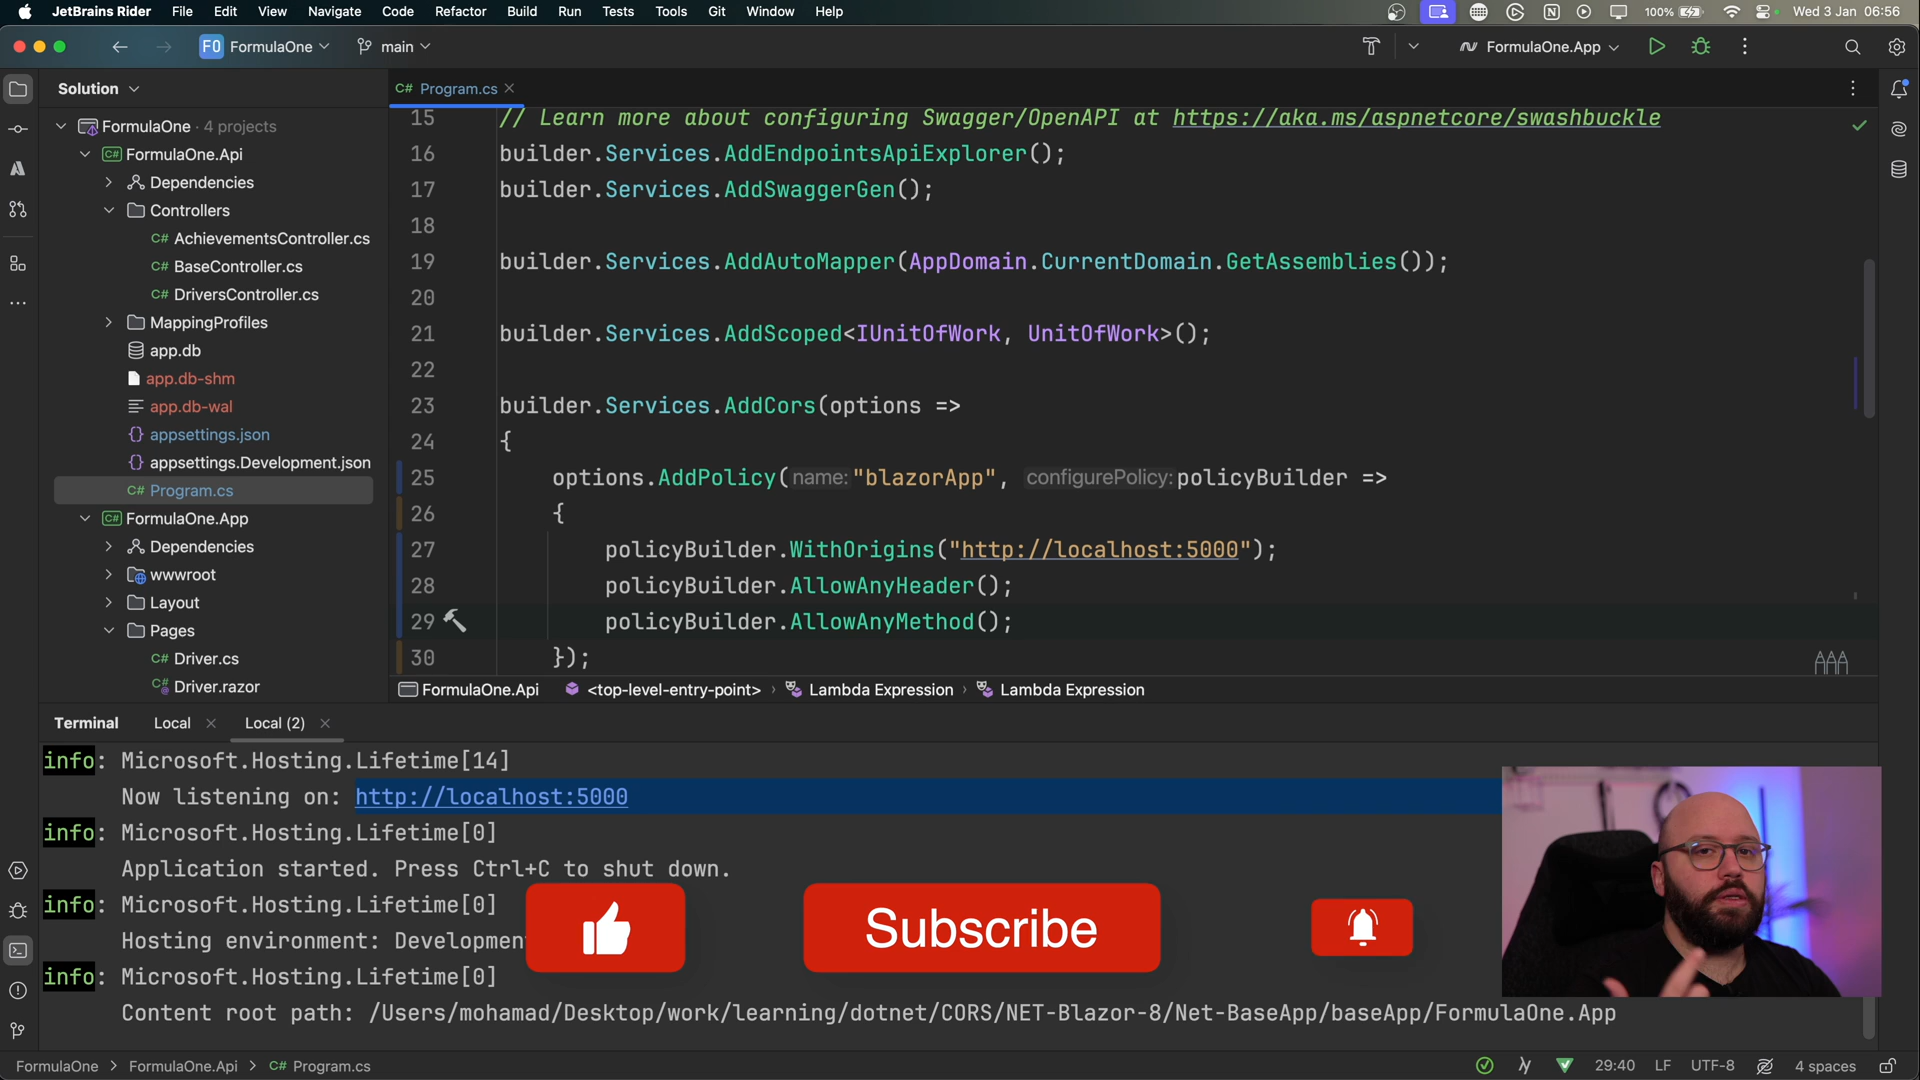 JetBrains Rider File Edit View Navigate Code Refactor Build Run Tests Tools Git Window Help 100% Wed 3 Jan 06:56
FO FormulaOne main FormulaOne.App
Solution
C# Program.cs
FormulaOne · 4 projects
C# FormulaOne.Api
Dependencies
Controllers
C# AchievementsController.cs
C# BaseController.cs
C# DriversController.cs
MappingProfiles
app.db
app.db-shm
app.db-wal
{} appsettings.json
{} appsettings.Development.json
C# Program.cs
C# FormulaOne.App
Dependencies
wwwroot
Layout
Pages
C# Driver.cs
C# Driver.razor
15 // Learn more about configuring Swagger/OpenAPI at https://aka.ms/aspnetcore/swashbuckle
16 builder.Services.AddEndpointsApiExplorer();
17 builder.Services.AddSwaggerGen();
18
19 builder.Services.AddAutoMapper(AppDomain.CurrentDomain.GetAssemblies());
20
21 builder.Services.AddScoped<IUnitOfWork, UnitOfWork>();
22
23 builder.Services.AddCors(options =>
24 {
25 options.AddPolicy( name: "blazorApp", configurePolicy: policyBuilder =>
26 {
27 policyBuilder.WithOrigins("http://localhost:5000");
28 policyBuilder.AllowAnyHeader();
29 policyBuilder.AllowAnyMethod();
30 });
FormulaOne.Api <top-level-entry-point> Lambda Expression Lambda Expression
Terminal Local Local (2)
info: Microsoft.Hosting.Lifetime[14]
Now listening on: http://localhost:5000
info: Microsoft.Hosting.Lifetime[0]
Application started. Press Ctrl+C to shut down.
info: Microsoft.Hosting.Lifetime[0]
Hosting environment: Developmen
info: Microsoft.Hosting.Lifetime[0]
Content root path: /Users/mohamad/Desktop/work/learning/dotnet/CORS/NET-Blazor-8/Net-BaseApp/baseApp/FormulaOne.App
Subscribe
FormulaOne FormulaOne.Api C# Program.cs 29:40 LF UTF-8 4 spaces